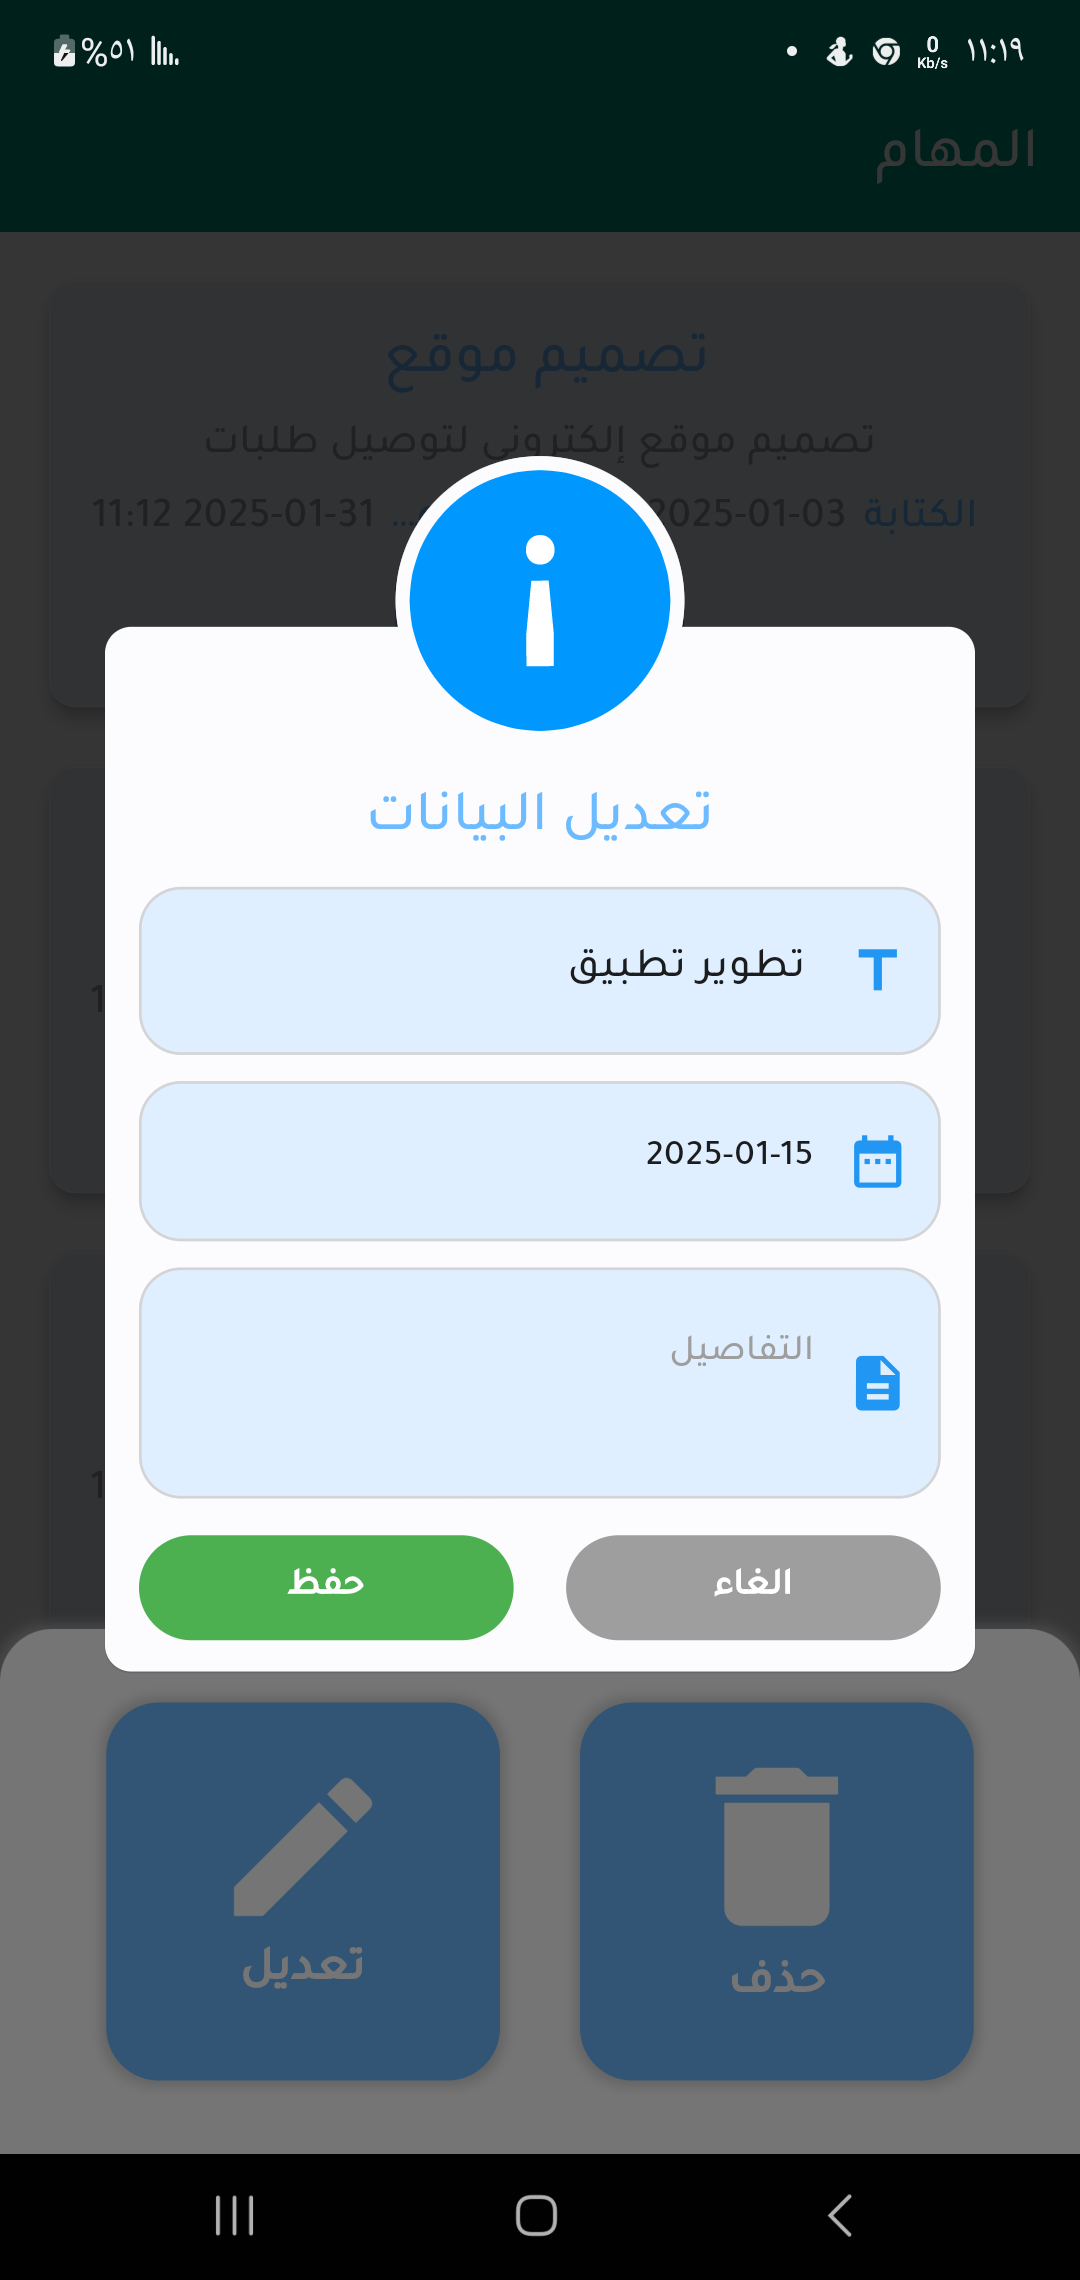 ١١:١٩ 0 Kb/s %٥١
المهام
تصميم موقع
تصميم موقع إلكتروني لتوصيل طلبات
الكتابة 2025-01-03 ... 2025-01-31 11:12
تعديل البيانات
تطوير تطبيق
2025-01-15
التفاصيل
الغاء حفظ
حذف تعديل